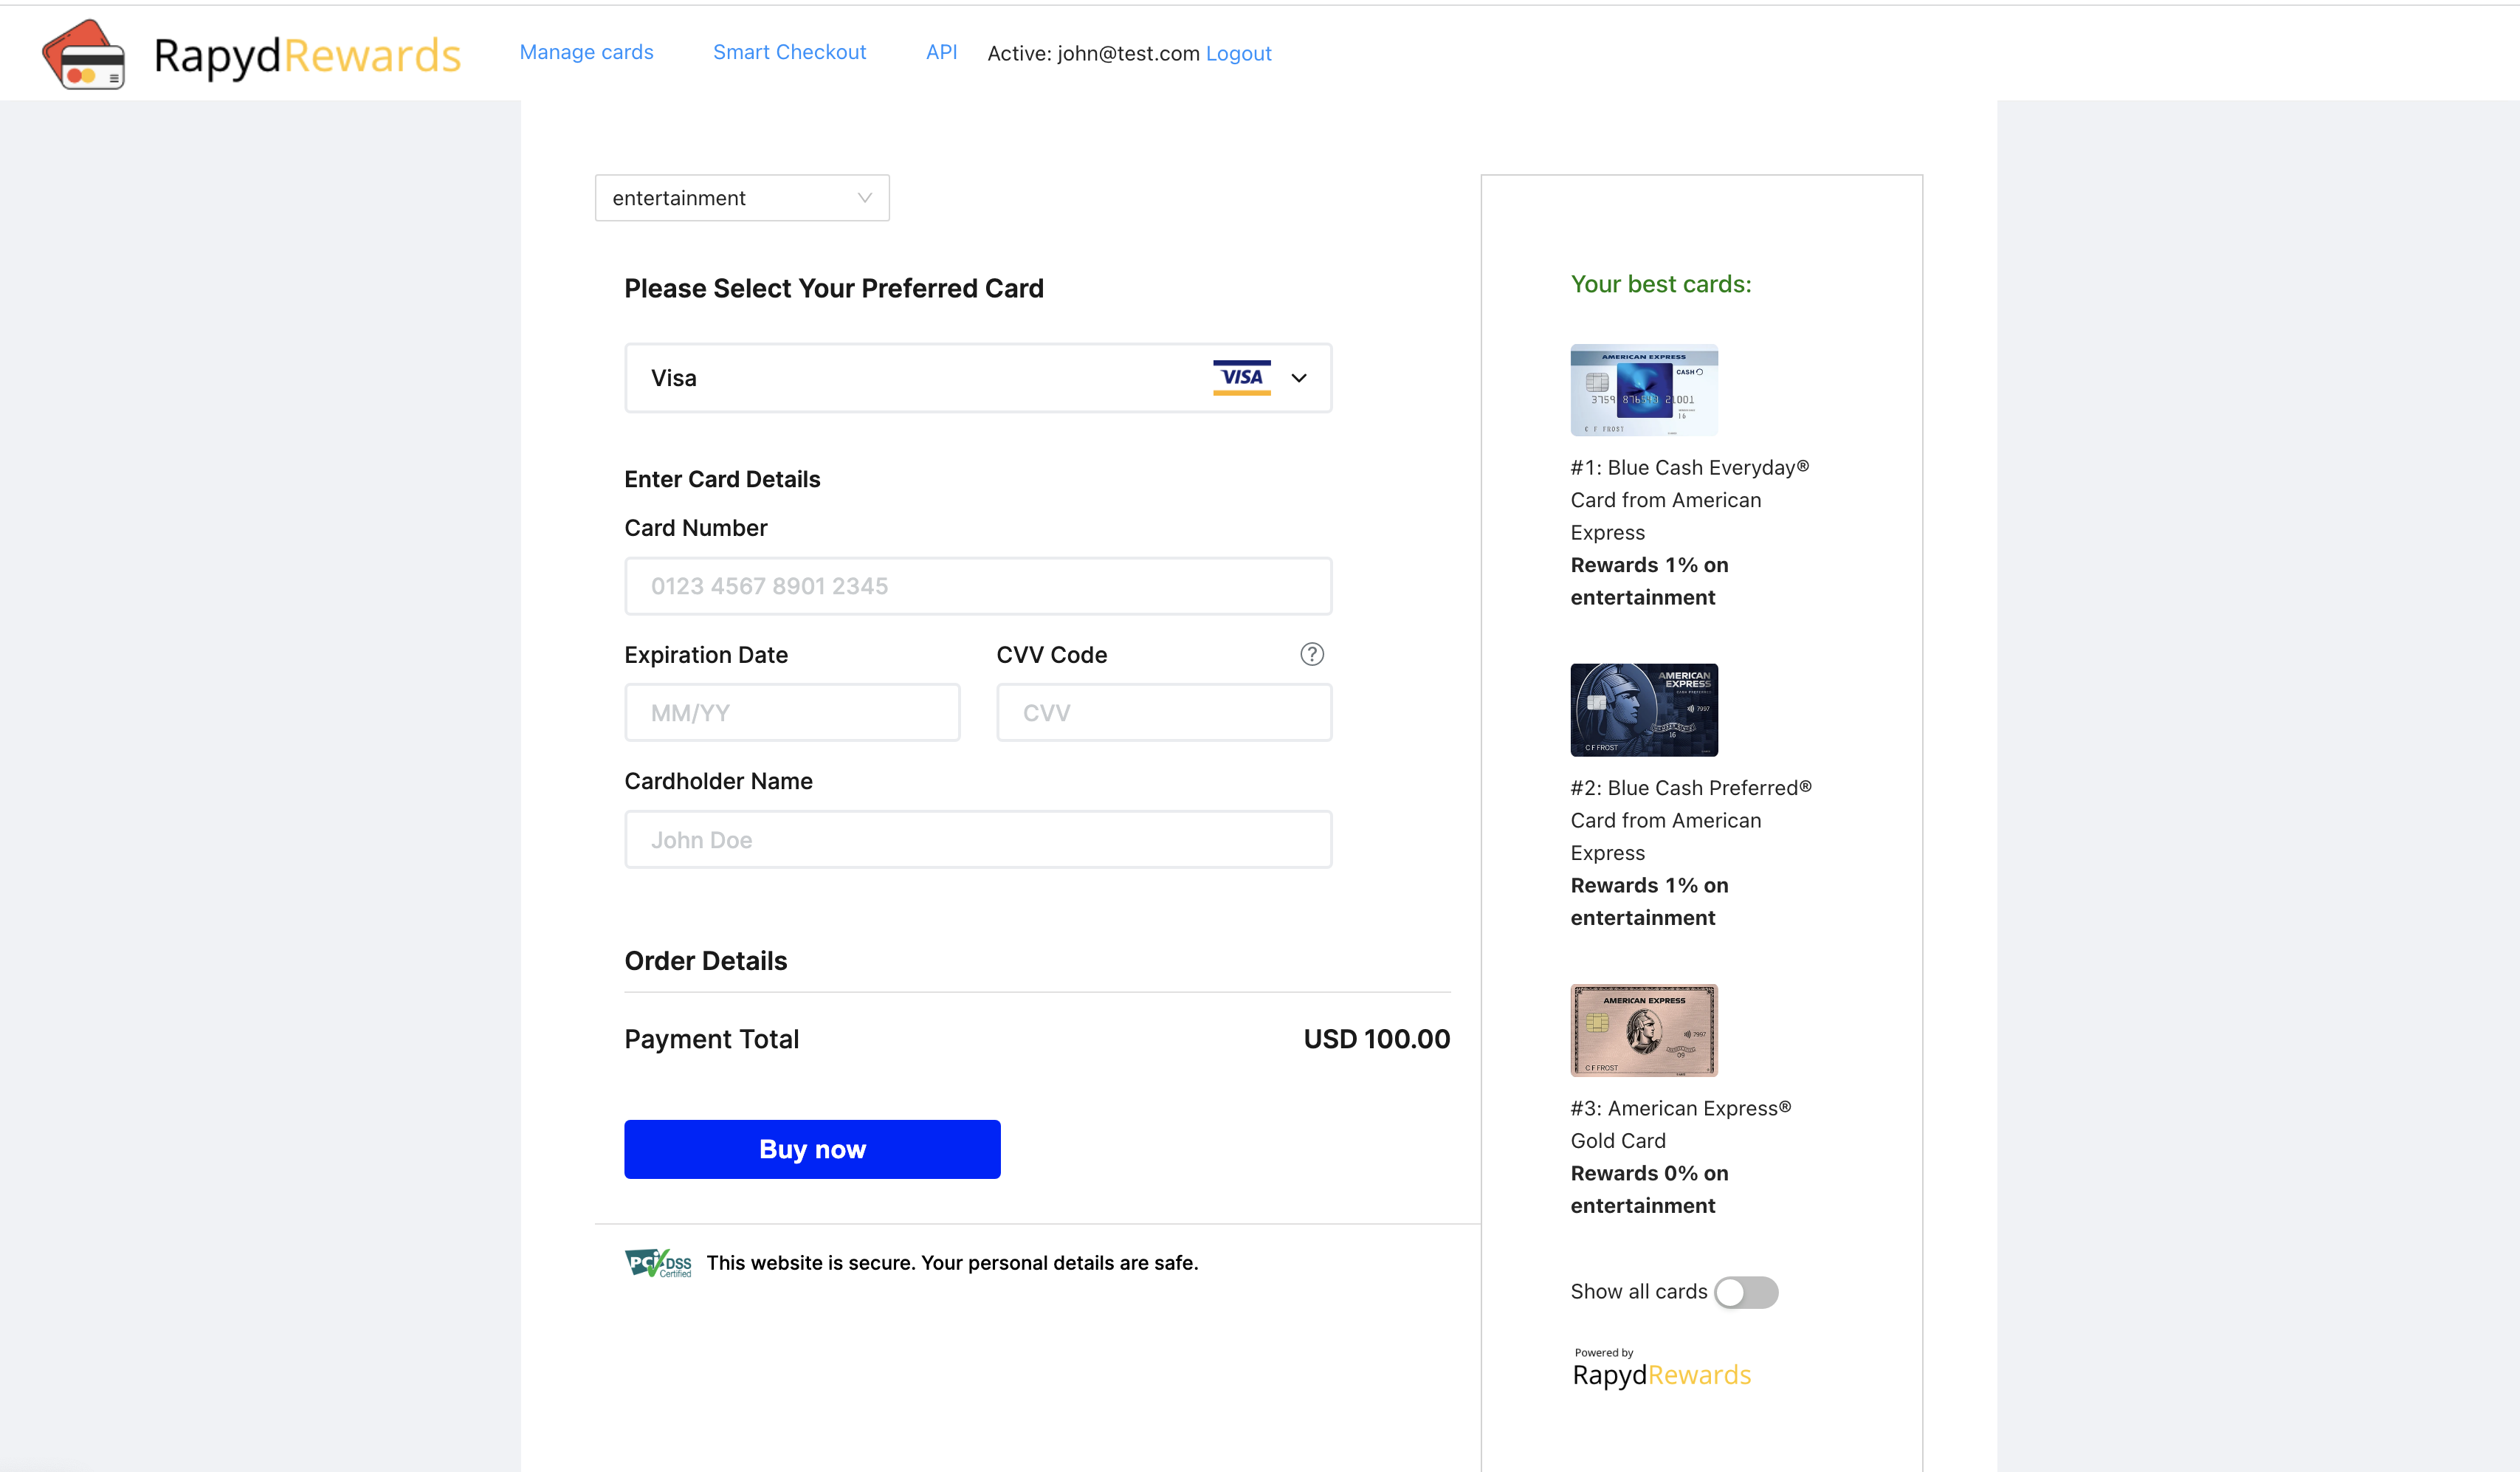 RapydRewards
Manage cards Smart Checkout API Active: john@test.com Logout
entertainment
Please Select Your Preferred Card
Visa VISA
Enter Card Details
Card Number
0123 4567 8901 2345
Expiration Date CVV Code ?
MM/YY CVV
Cardholder Name
John Doe
Order Details
Payment Total USD 100.00
Buy now
PCI DSS
Certified
This website is secure. Your personal details are safe.
Your best cards:
AMERICAN EXPRESS
CASH
3759 876543 21001
16
C F FROST
#1: Blue Cash Everyday®
Card from American
Express
Rewards 1% on
entertainment
AMERICAN
EXPRESS
7997
16
C F FROST
#2: Blue Cash Preferred®
Card from American
Express
Rewards 1% on
entertainment
AMERICAN EXPRESS
7997
C F FROST
#3: American Express®
Gold Card
Rewards 0% on
entertainment
Show all cards
Powered by
RapydRewards